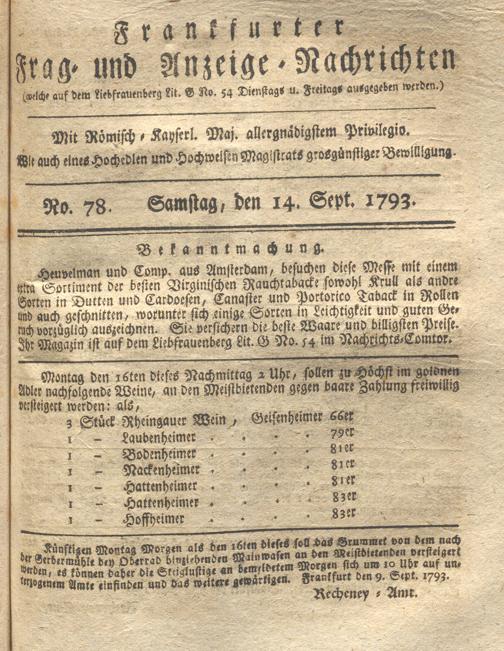 Frankfurter
Frag- und Anzeige-Nachrichten
(welche auf dem Liebfrauenberg Lit. G No. 54 Dienstags u. Freitags ausgegeben werden.)
Mit Römisch-Kayserl. Maj. allergnädigstem Privilegio.
Wie auch eines Hochedlen und Hochweisen Magistrats grosgünstiger Bewilligung.
No. 78. Samstag, den 14. Sept. 1793.
Bekanntmachung.
Heuvelman und Comp. aus Amsterdam, besuchen diese Messe mit einem
extra Sortiment der besten Virginischen Rauchtabacke sowohl Krull als andre
Sorten in Dutten und Cardoesen, Canaster und Portorico Taback in Rollen
und auch geschnitten, worunter sich einige Sorten in Leichtigkeit und guten Ge-
ruch vorzüglich auszeichnen. Sie versichern die beste Waare und billigsten Preise.
Ihr Magazin ist auf dem Liebfrauenberg Lit. G No. 54 im Nachrichts-Comtor.
Montag den 16ten dieses Nachmittag 2 Uhr, sollen zu Höchst im goldnen
Adler nachfolgende Weine, an den Meistbietenden gegen baare Zahlung freiwillig
versteigert werden: als,
3 Stück Rheingauer Wein, Geisenheimer 66er
1 – Laubenheimer . . . 79er
1 – Bodenheimer . . . 81er
1 – Nackenheimer . . . 81er
1 – Hattenheimer . . . 81er
1 – Hattenheimer . . . 83er
1 – Hoffheimer . . . 83er
Künftigen Montag Morgen als den 16ten dieses soll das Grummet von dem nach
der Gerbermühle bey Oberrad hinziehenden Mainwasen an den Meistbietenden versteigert
werden, es können daher die Steiglustige an bemeldetem Morgen sich um 10 Uhr auf un-
terzogenem Amte einfinden und das weitere gewärtigen. Frankfurt den 9. Sept. 1793.
Recheney-Amt.